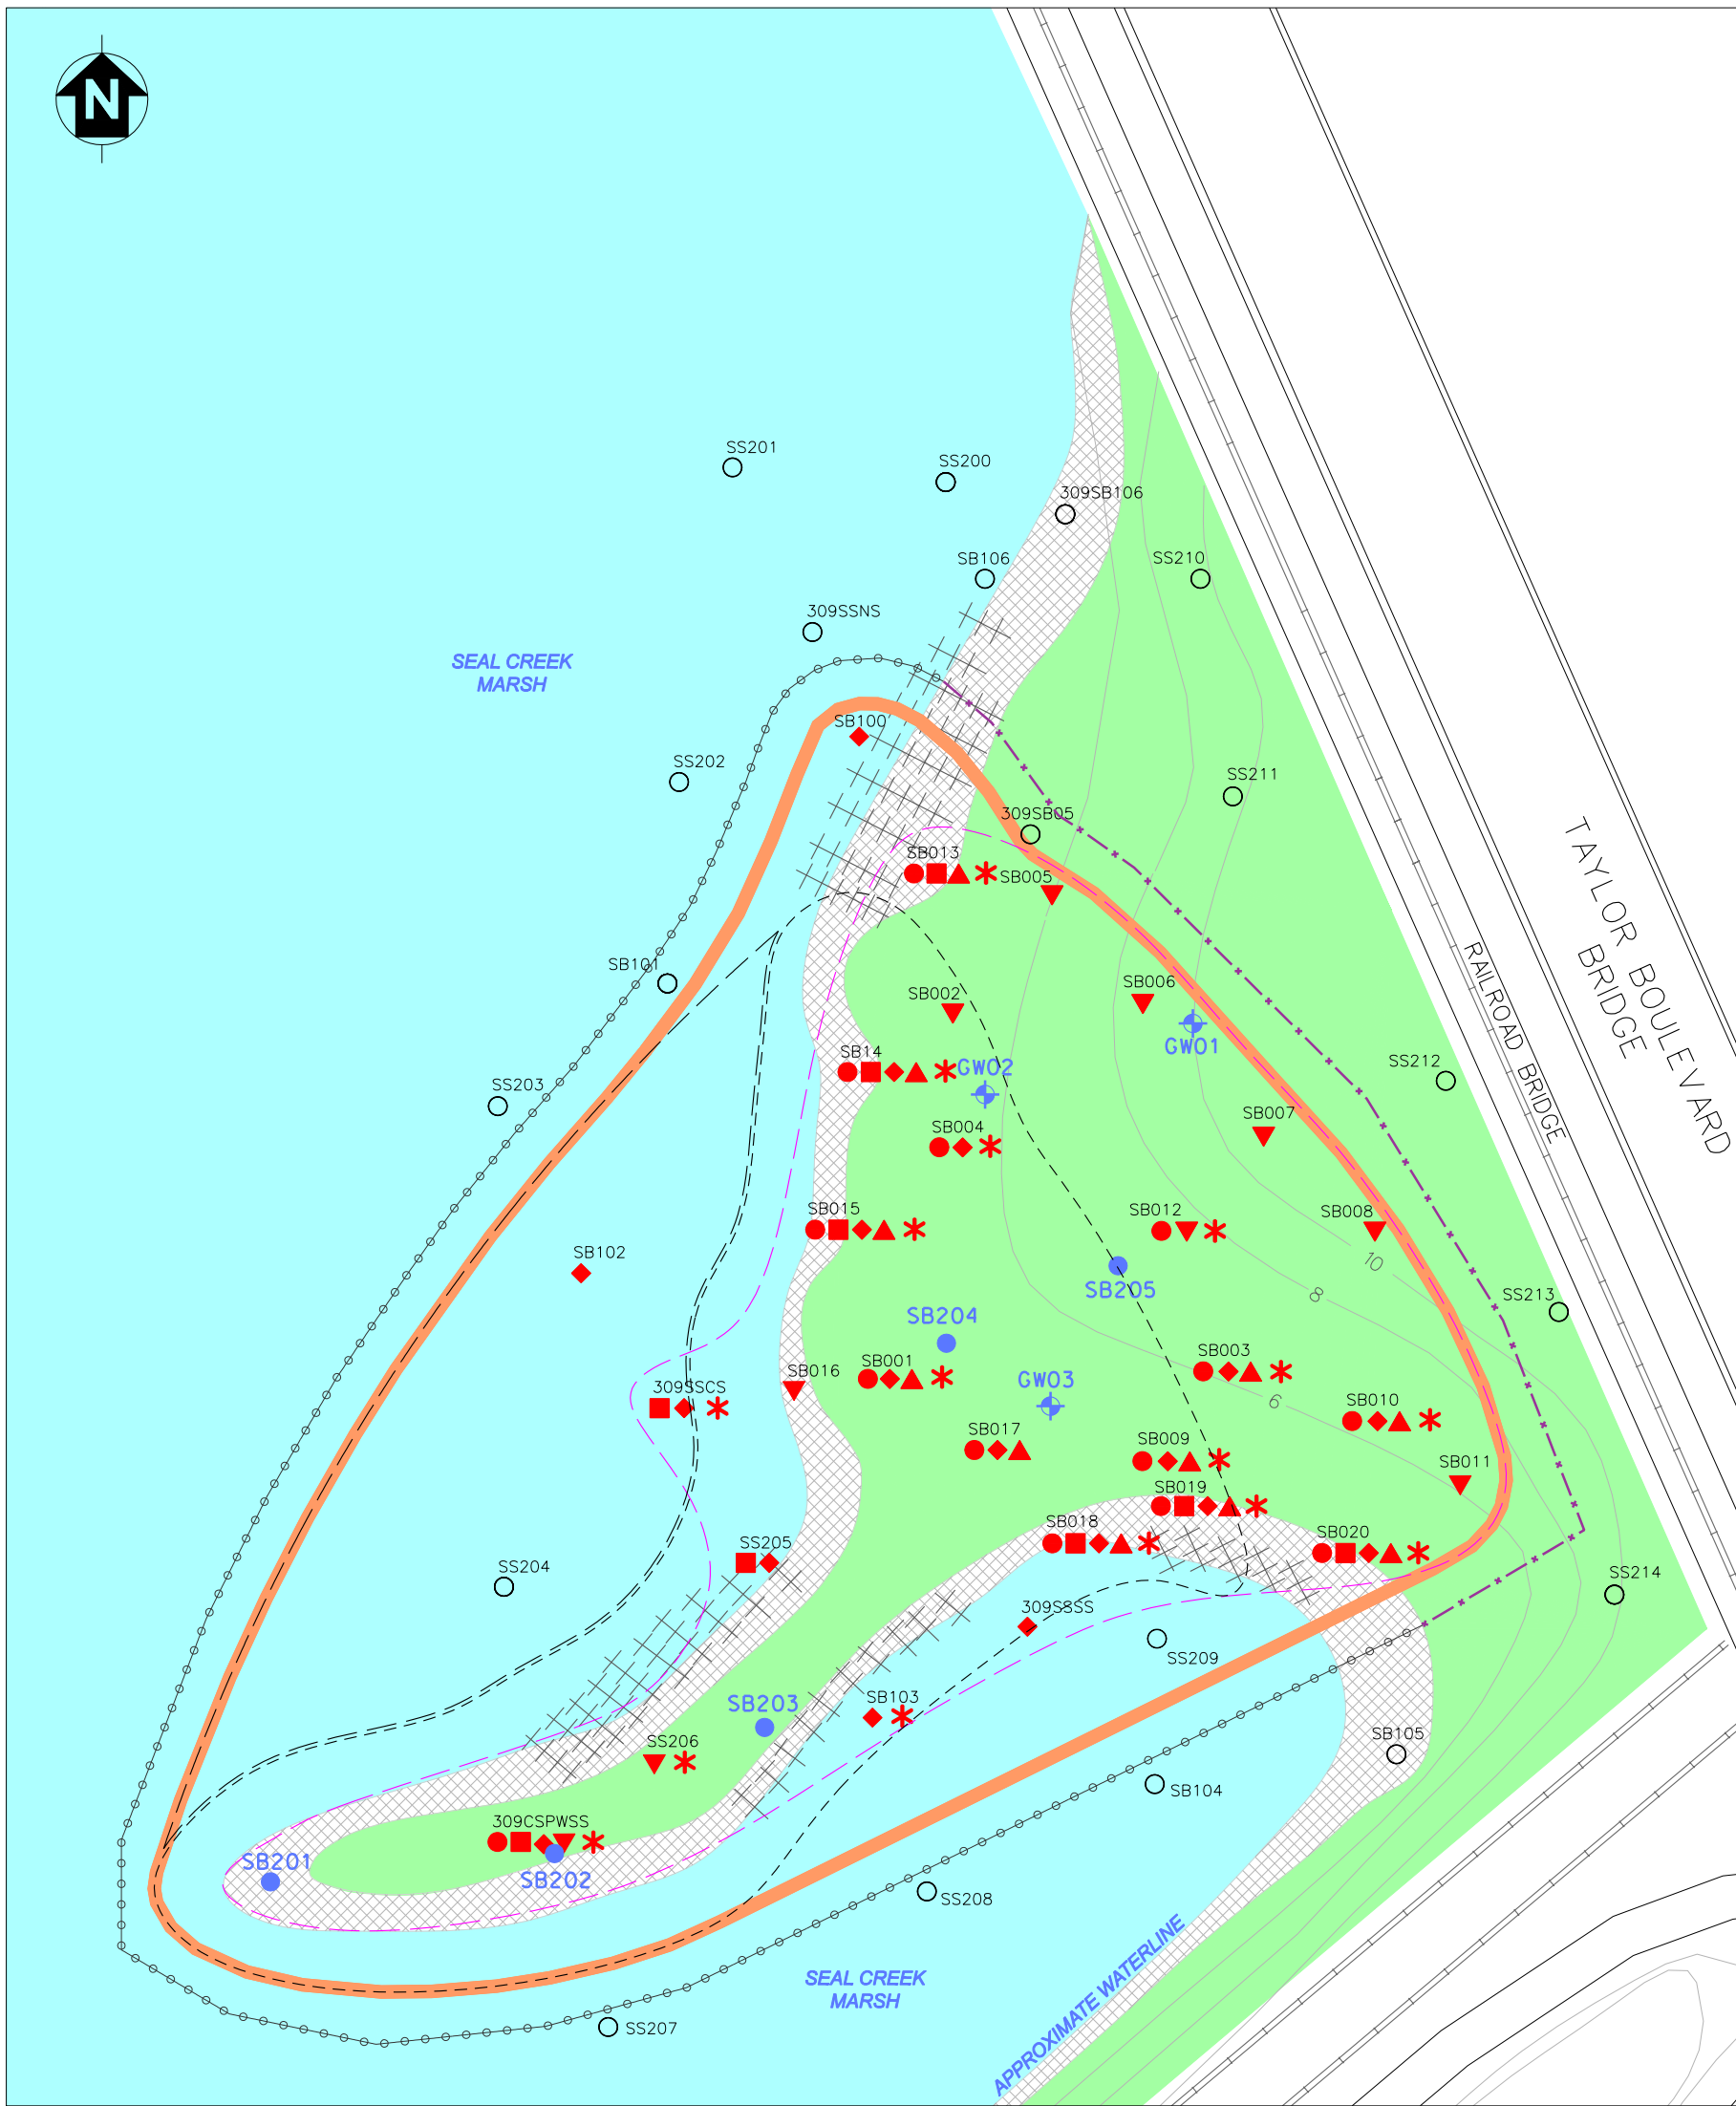 N
SS201
SS200
309SB106
SB106
SS210
309SSNS
SEAL CREEK
MARSH
SB100
SS202
SS211
309SB05
SB013
SB005
TAYLOR BOULEVARD
BRIDGE
RAILROAD BRIDGE
SB101
SB002
SB006
GW01
SB14
GW02
SS212
SS203
SB007
SB004
SB015
SB012
SB008
SB102
10
SB205
8
SS213
SB204
SB001
SB003
SB016
309SSCS
GW03
6
SB010
SB017
SB009
SB011
SB019
SB018
SB020
SS205
SS204
SS214
309SSSS
SS209
SB203
SB103
SB105
SS206
SB104
309CSPWSS
SB201
SB202
SS208
SEAL CREEK
MARSH
APPROXIMATE WATERLINE
SS207